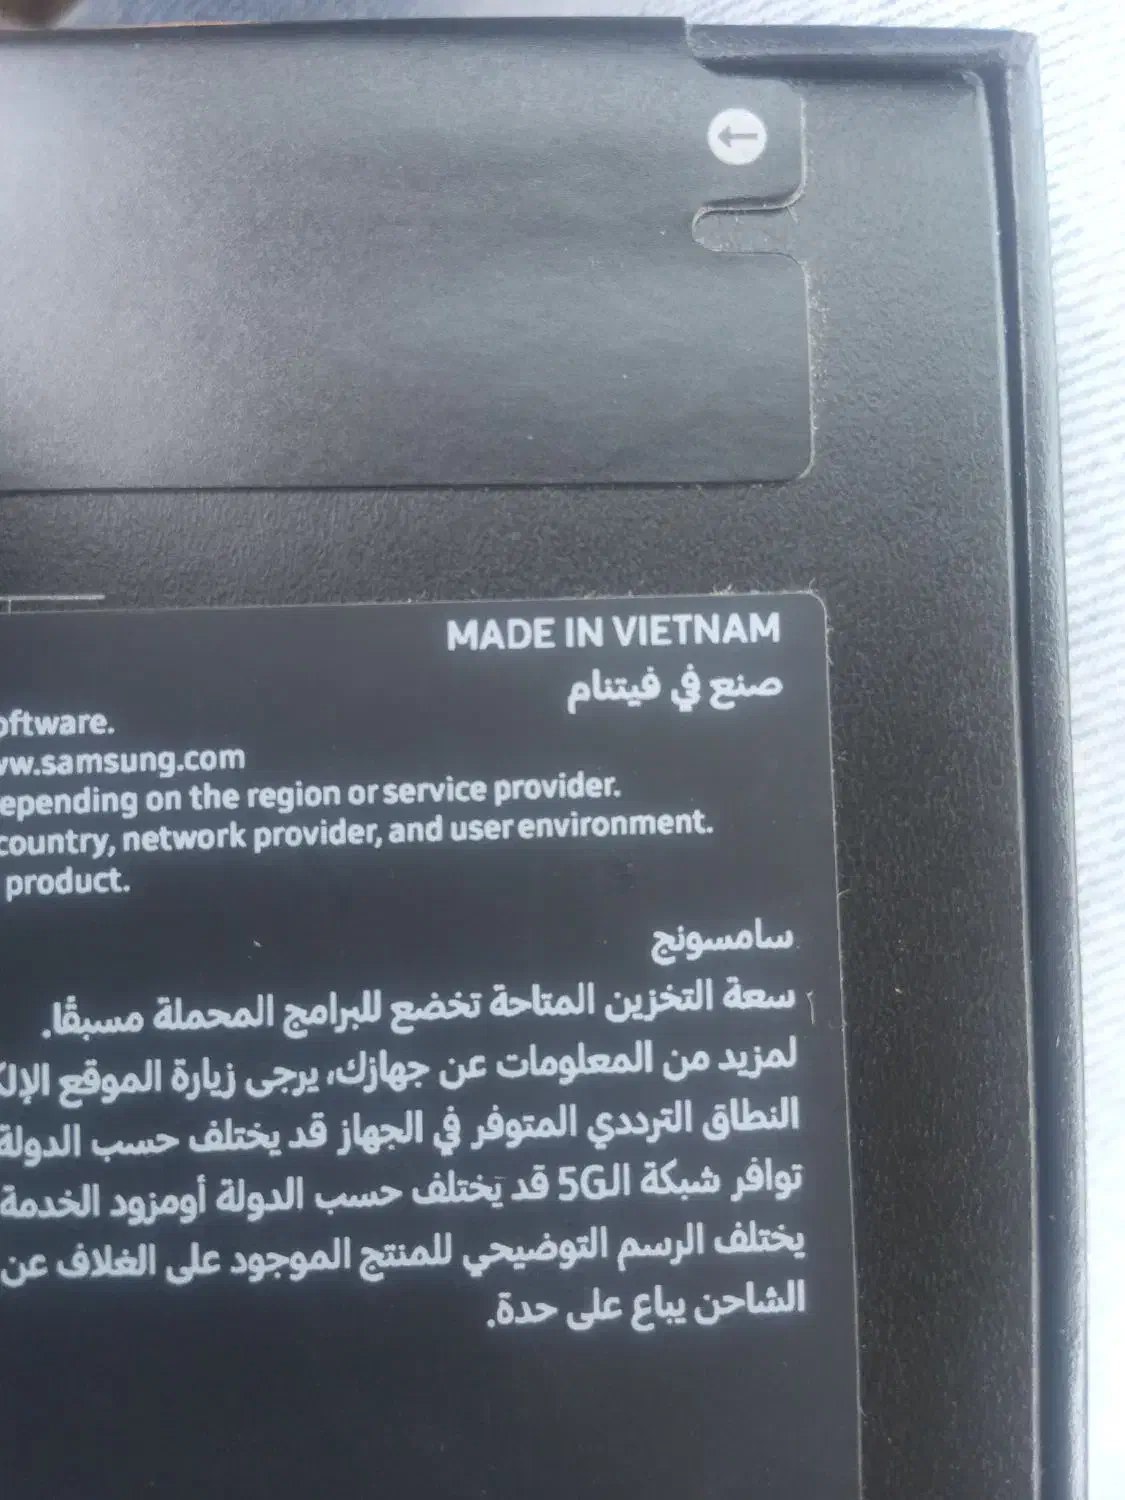 MADE IN VIETNAM
صنع في فيتنام
software.
www.samsung.com
depending on the region or service provider.
country, network provider, and user environment.
product.
سامسونج
سعة التخزين المتاحة تخضع للبرامج المحملة مسبقًا.
لمزيد من المعلومات عن جهازك، يرجى زيارة الموقع
النطاق الترددي المتوفر في الجهاز قد يختلف حسب الدولة
توافر شبكة الـ5G قد يختلف حسب الدولة أومزود الخدمة
يختلف الرسم التوضيحي للمنتج الموجود على الغلاف عن
الشاحن يباع على حدة.